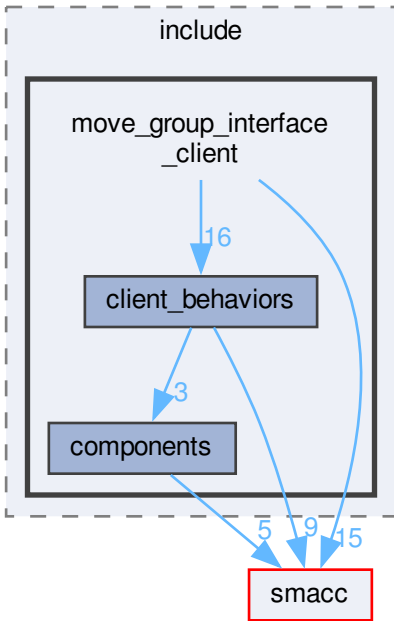 include
move_group_interface
_client
16
client_behaviors
3
components
5
9
15
smacc